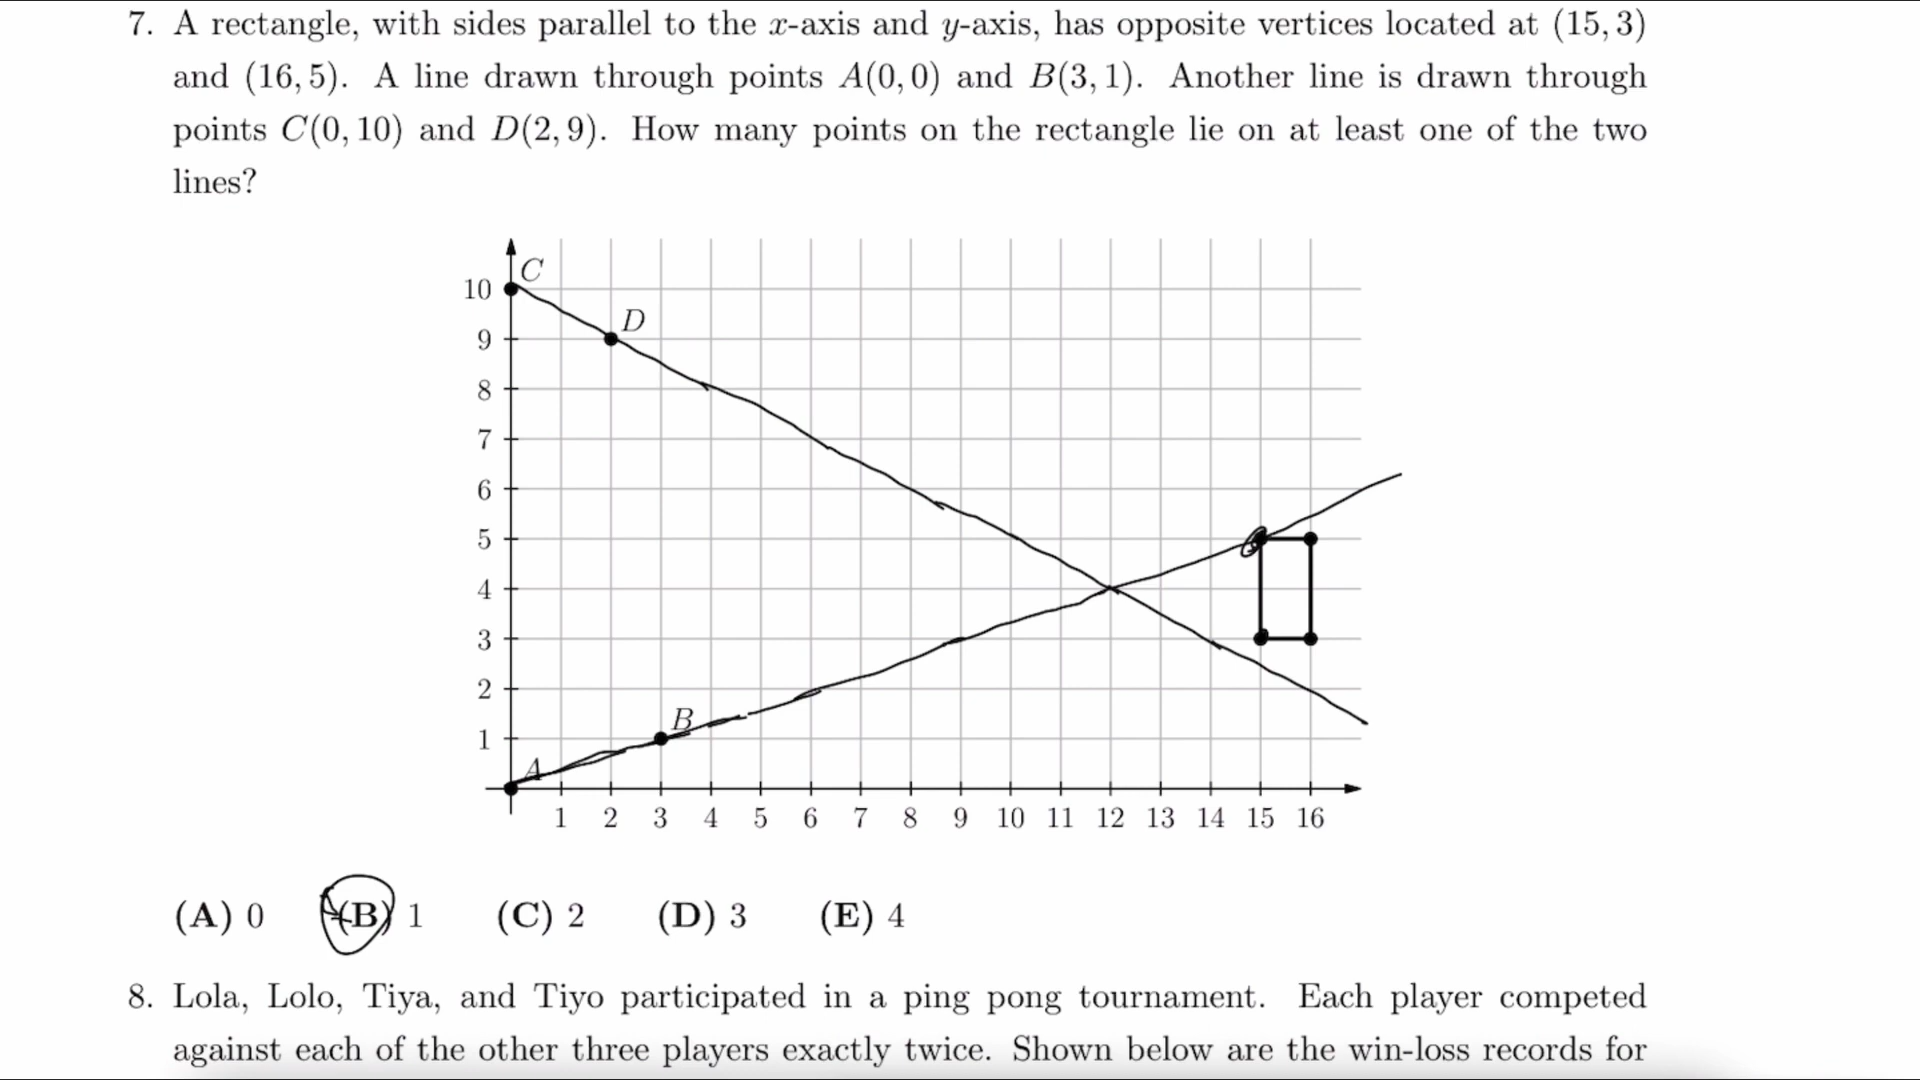 7. A rectangle, with sides parallel to the x-axis and y-axis, has opposite vertices located at (15, 3)
and (16, 5). A line drawn through points A(0, 0) and B(3, 1). Another line is drawn through
points C(0, 10) and D(2, 9). How many points on the rectangle lie on at least one of the two
lines?
C
10
D
9
8
7
6
5
4
3
2
B
1
A
1 2 3 4 5 6 7 8 9 10 11 12 13 14 15 16
(A) 0 (B) 1 (C) 2 (D) 3 (E) 4
8. Lola, Lolo, Tiya, and Tiyo participated in a ping pong tournament. Each player competed
against each of the other three players exactly twice. Shown below are the win-loss records for